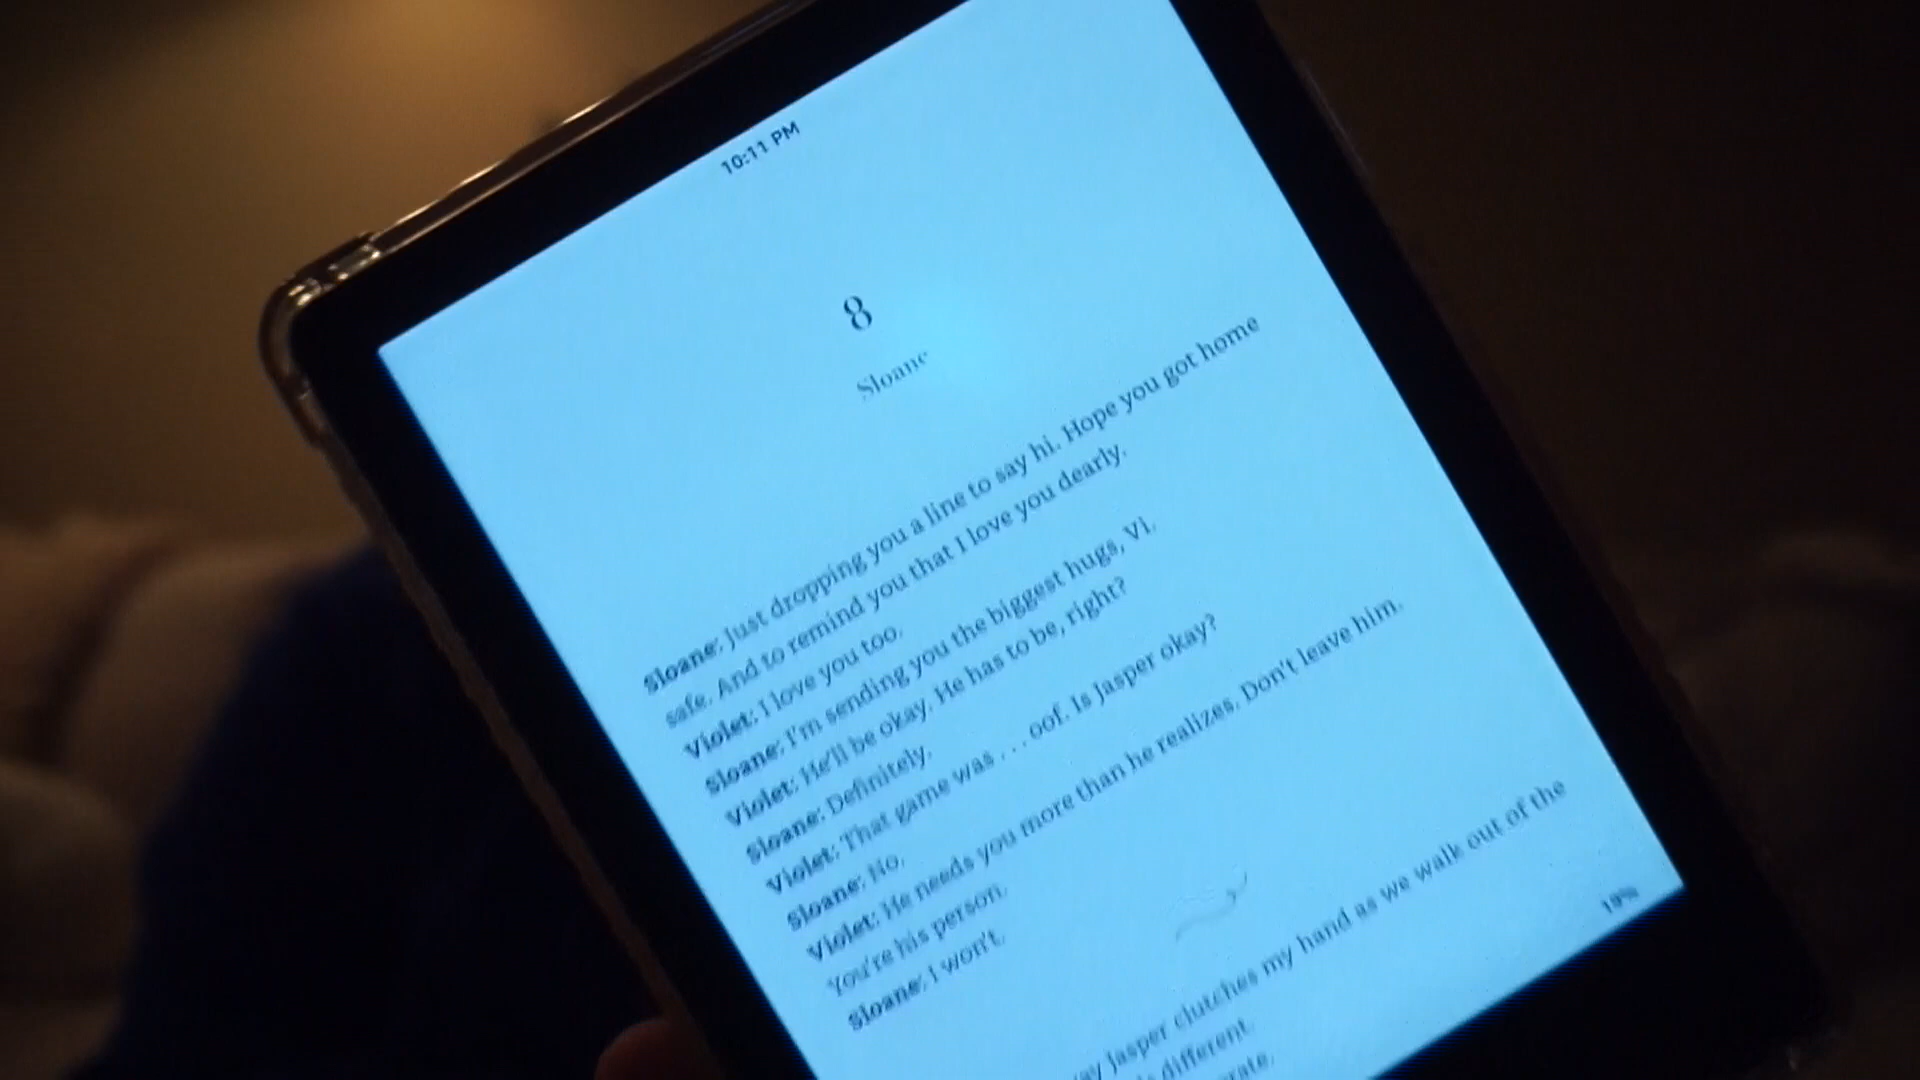 10:11 PM
8
Sloane
Sloane: Just dropping you a line to say hi. Hope you got home
safe. And to remind you that I love you dearly.
Violet: I love you too.
Sloane: I'm sending you the biggest hugs, Vi.
Violet: He'll be okay. He has to be, right?
Sloane: Definitely.
Violet: That game was . . . oof. Is Jasper okay?
Sloane: No.
Violet: He needs you more than he realizes. Don't leave him.
You're his person.
Sloane: I won't.
Jasper clutches my hand as we walk out of the
different.
19%